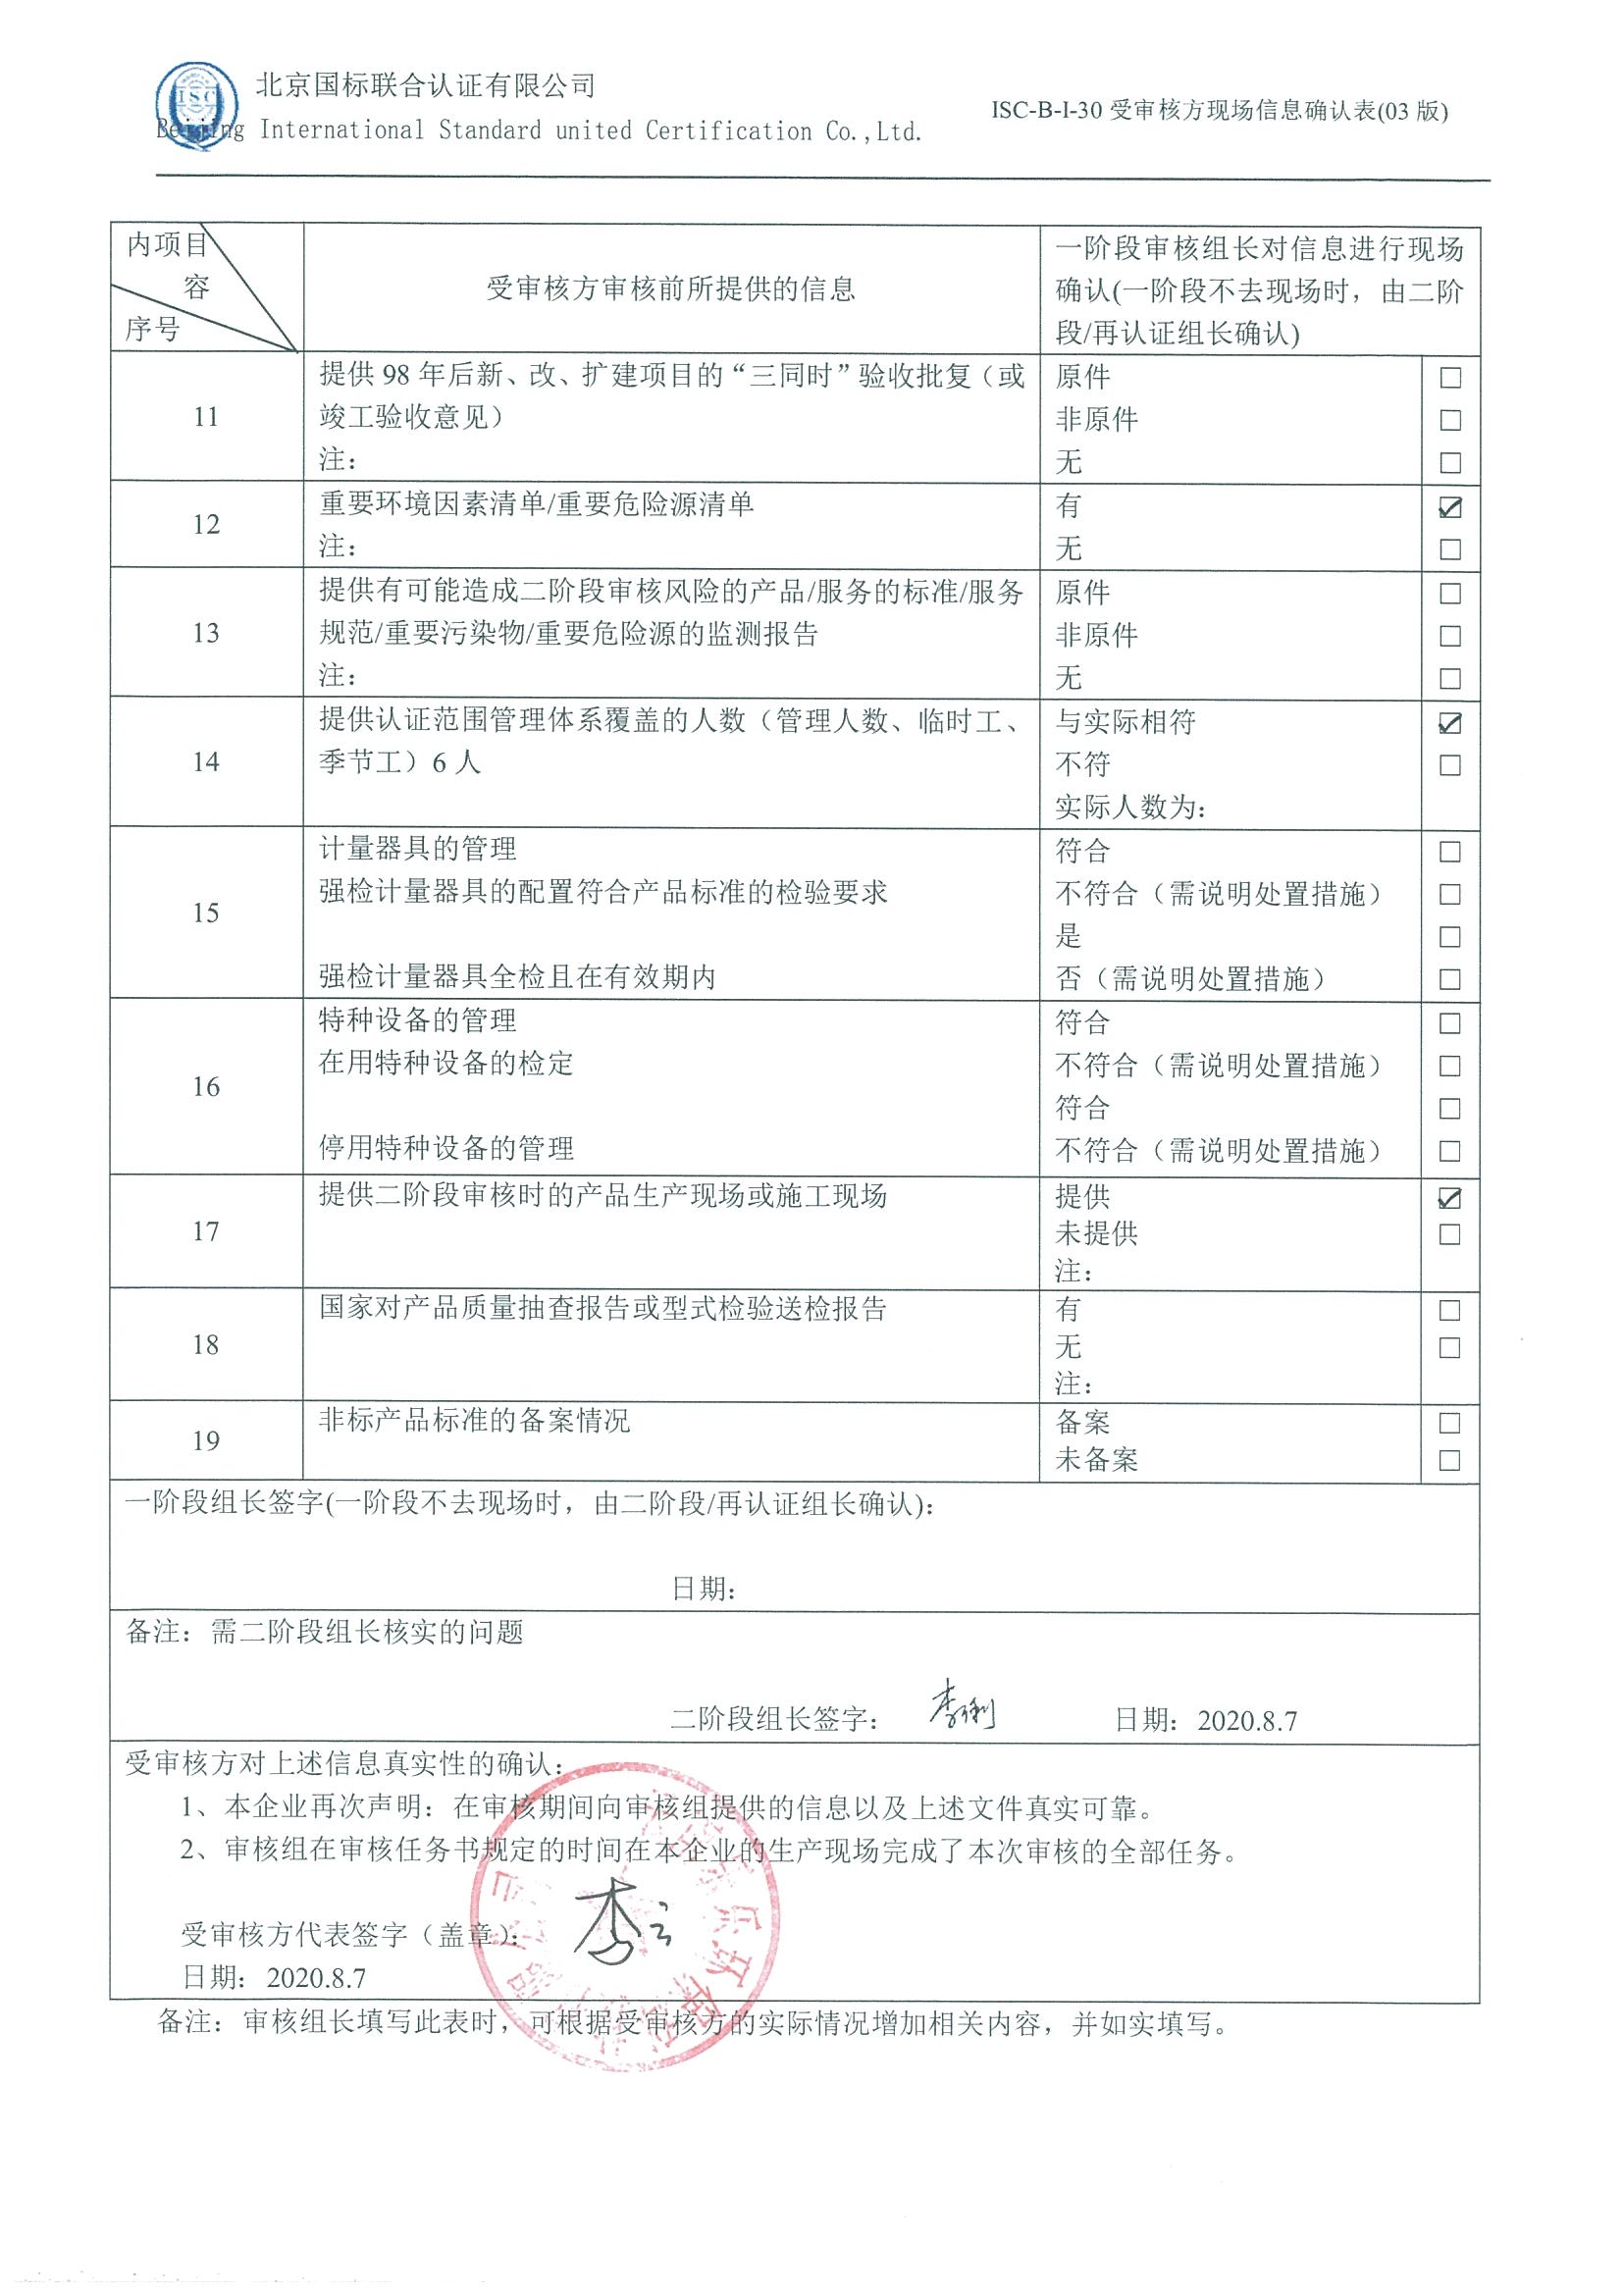 北京国标联合认证有限公司
ISC-B-I-30 受审核方现场信息确认表(03 版)
Beijing International Standard united Certification Co.,Ltd.
ISC
内项目
容
序号
受审核方审核前所提供的信息
一阶段审核组长对信息进行现场
确认(一阶段不去现场时，由二阶
段/再认证组长确认)
11
提供 98 年后新、改、扩建项目的“三同时”验收批复（或
竣工验收意见）
注：
原件 □
非原件 □
无 □
12
重要环境因素清单/重要危险源清单
注：
有 ☑
无 □
13
提供有可能造成二阶段审核风险的产品/服务的标准/服务
规范/重要污染物/重要危险源的监测报告
注：
原件 □
非原件 □
无 □
14
提供认证范围管理体系覆盖的人数（管理人数、临时工、
季节工）6 人
与实际相符 ☑
不符 □
实际人数为:
15
计量器具的管理
强检计量器具的配置符合产品标准的检验要求
强检计量器具全检且在有效期内
符合 □
不符合（需说明处置措施） □
是 □
否（需说明处置措施） □
16
特种设备的管理
在用特种设备的检定
停用特种设备的管理
符合 □
不符合（需说明处置措施） □
符合 □
不符合（需说明处置措施） □
17
提供二阶段审核时的产品生产现场或施工现场
提供 ☑
未提供 □
注：
18
国家对产品质量抽查报告或型式检验送检报告
有 □
无 □
注：
19
非标产品标准的备案情况
备案 □
未备案 □
一阶段组长签字(一阶段不去现场时，由二阶段/再认证组长确认)：
日期：
备注：需二阶段组长核实的问题
二阶段组长签字： 日期：2020.8.7
受审核方对上述信息真实性的确认：
1、本企业再次声明：在审核期间向审核组提供的信息以及上述文件真实可靠。
2、审核组在审核任务书规定的时间在本企业的生产现场完成了本次审核的全部任务。
受审核方代表签字（盖章）：
日期：2020.8.7
备注：审核组长填写此表时，可根据受审核方的实际情况增加相关内容，并如实填写。